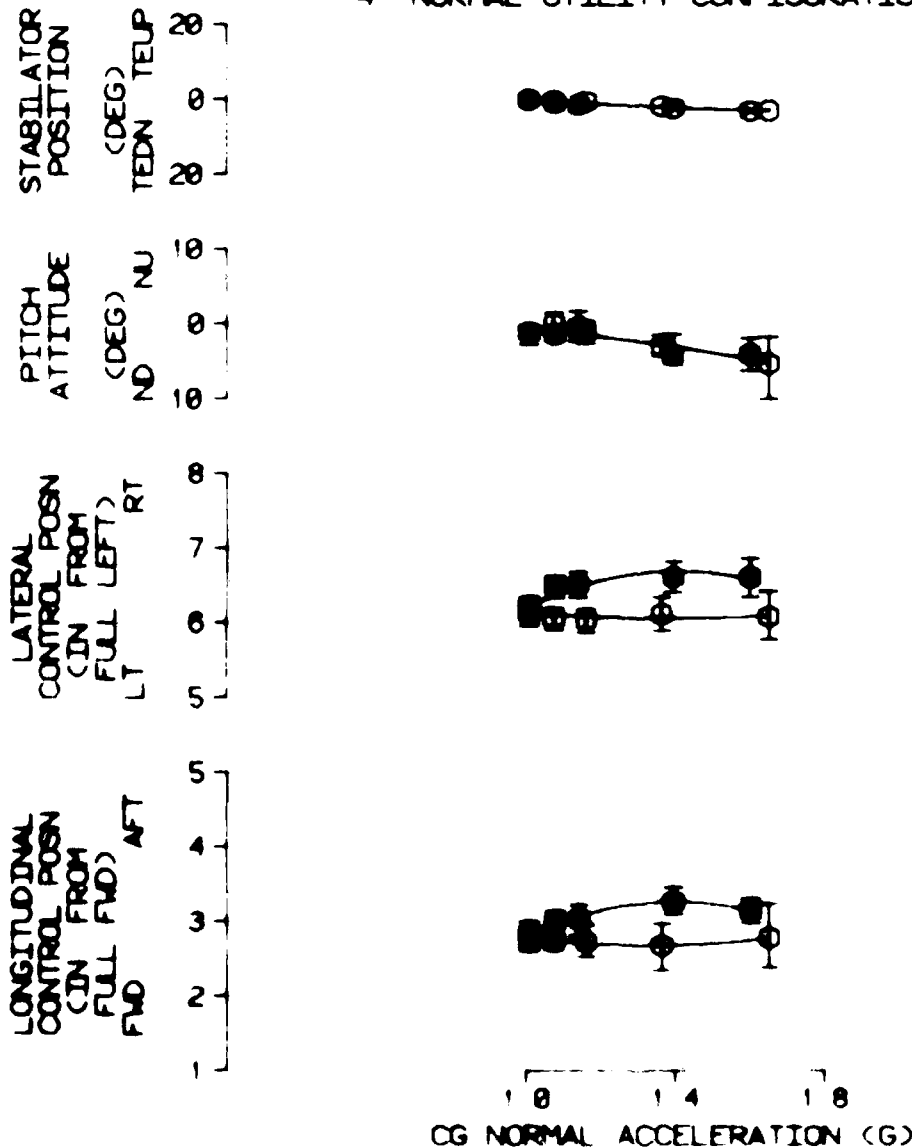 4 NORMAL UTILITY CONFIGURATIO
STABILATOR
POSITION
(DEG)
TEDN TEUP
20
0
20
PITCH
ATTITUDE
(DEG)
ND NU
10
0
10
LATERAL
CONTROL POSN
(IN FROM
FULL LEFT)
LT RT
8
7
6
5
LONGITUDINAL
CONTROL POSN
(IN FROM
FULL FWD)
FWD AFT
5
4
3
2
1
1 0 1 4 1 8
CG NORMAL ACCELERATION (G)